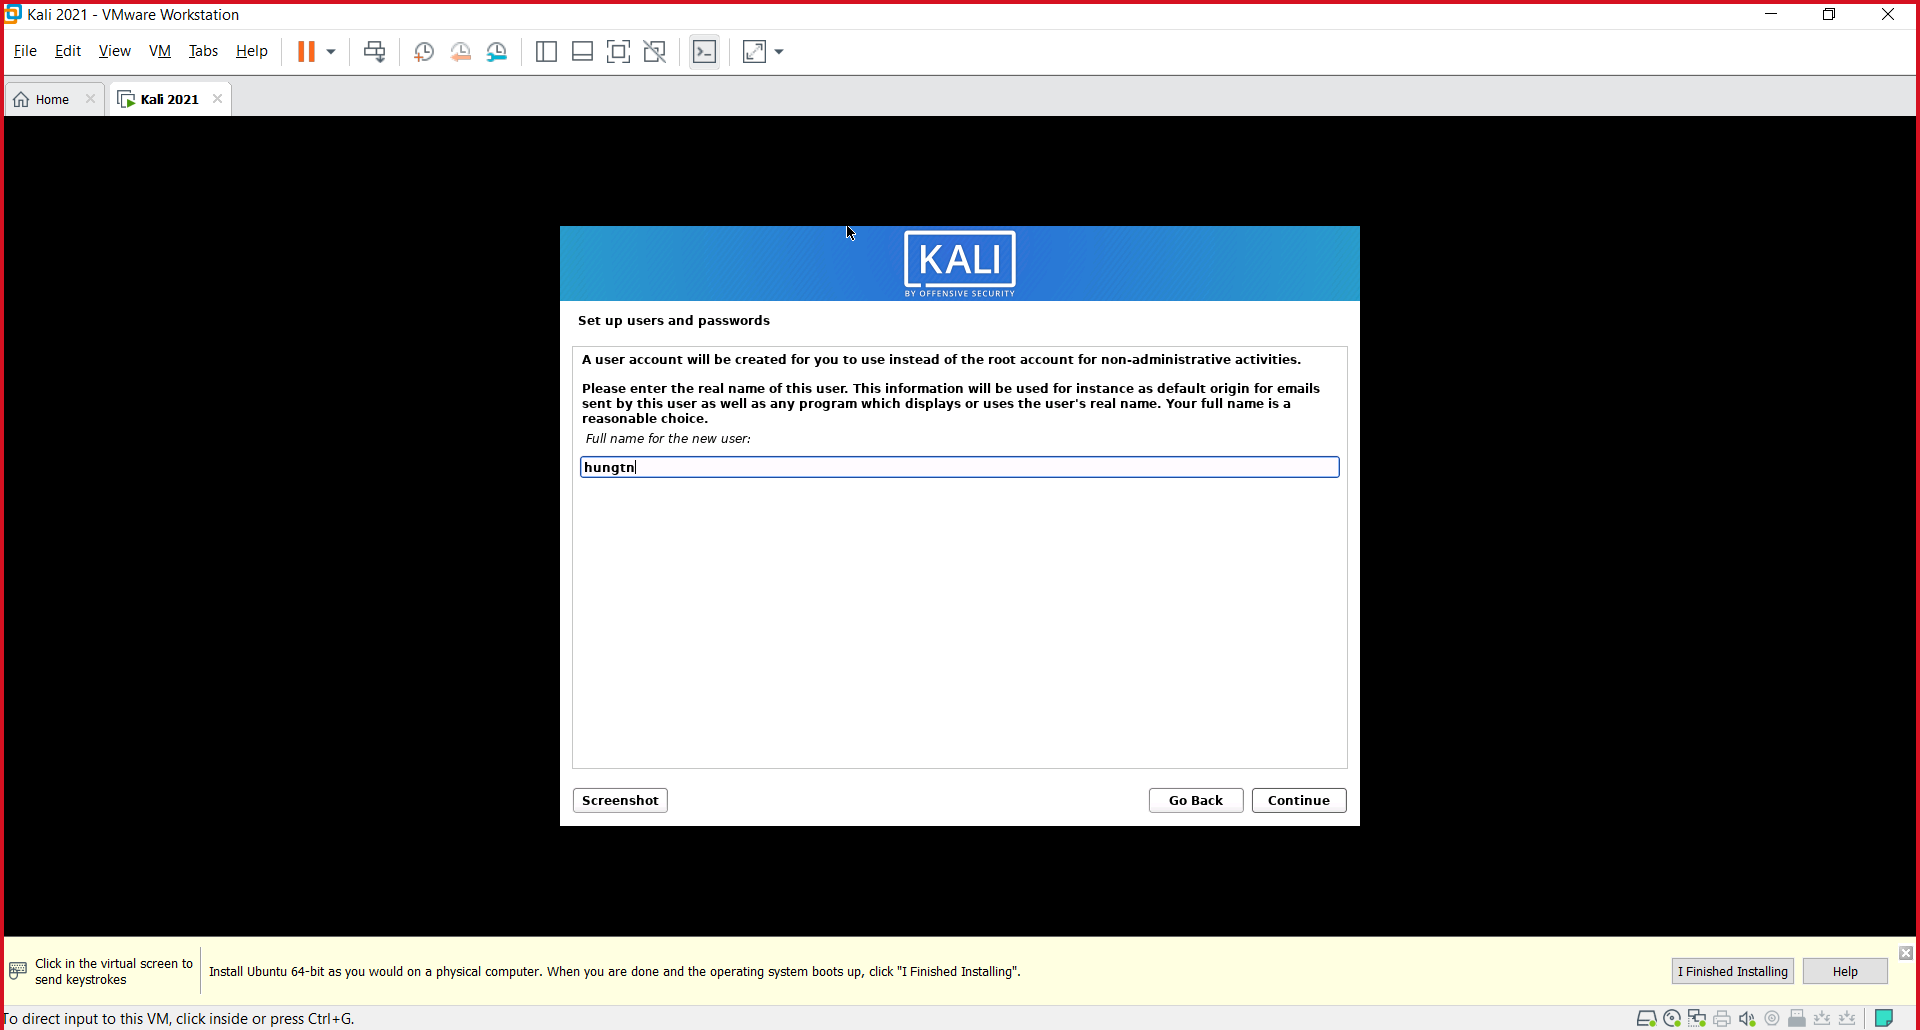 Kali 2021 - VMware Workstation
File Edit View VM Tabs Help
Home Kali 2021
KALI
BY OFFENSIVE SECURITY
Set up users and passwords
A user account will be created for you to use instead of the root account for non-administrative activities.
Please enter the real name of this user. This information will be used for instance as default origin for emails
sent by this user as well as any program which displays or uses the user's real name. Your full name is a
reasonable choice.
Full name for the new user:
hungtn
Screenshot Go Back Continue
Click in the virtual screen to
send keystrokes
Install Ubuntu 64-bit as you would on a physical computer. When you are done and the operating system boots up, click "I Finished Installing".
I Finished Installing Help
To direct input to this VM, click inside or press Ctrl+G.